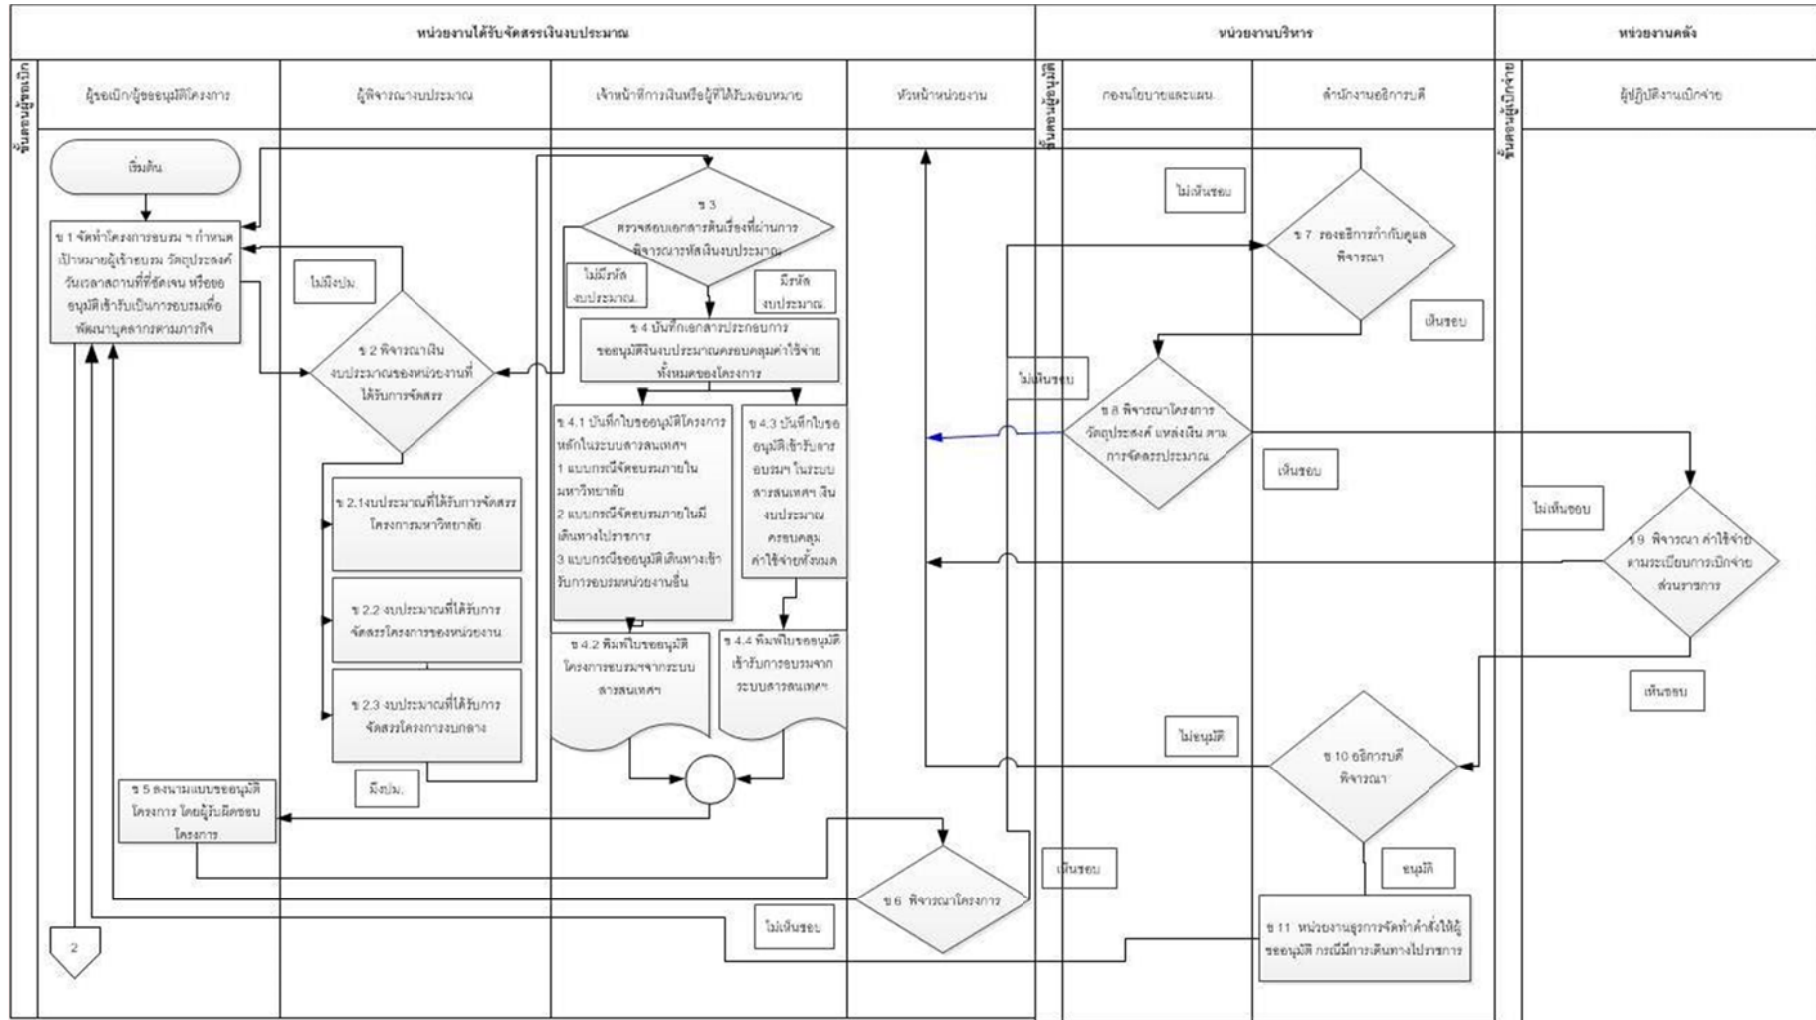 หน่วยงานได้รับจัดสรรเงินงบประมาณ
หน่วยงานบริหาร
หน่วยงานคลัง
ขั้นตอนผู้ขอเบิก
ผู้ขอเบิก/ผู้ขออนุมัติโครงการ
ผู้พิจารณางบประมาณ
เจ้าหน้าที่การเงินหรือผู้ที่ได้รับมอบหมาย
หัวหน้าหน่วยงาน
กองนโยบายและแผน
สำนักงานอธิการบดี
ขั้นตอนผู้เบิกจ่าย
ผู้ปฏิบัติงานเบิกจ่าย
เริ่มต้น
ข 1 จัดทำโครงการอบรม ฯ กำหนด
เป้าหมายผู้เข้าอบรม วัตถุประสงค์
วันเวลาสถานที่ที่ชัดเจน หรือขอ
อนุมัติเข้ารับเป็นการอบรมเพื่อ
พัฒนาบุคลากรตามภารกิจ
ไม่มีงปม.
ข 2 พิจารณาเงิน
งบประมาณของหน่วยงานที่
ได้รับการจัดสรร
ข 2.1งบประมาณที่ได้รับการจัดสรร
โครงการมหาวิทยาลัย
ข 2.2 งบประมาณที่ได้รับการ
จัดสรรโครงการของหน่วยงาน
ข 2.3 งบประมาณที่ได้รับการ
จัดสรรโครงการงบกลาง
มีงปม.
ข 3
ตรวจสอบเอกสารต้นเรื่องที่ผ่านการ
พิจารณารหัสเงินงบประมาณ
ไม่มีรหัส
งบประมาณ.
มีรหัส
งบประมาณ.
ข 4 บันทึกเอกสารประกอบการ
ขออนุมัติเงินงบประมาณครอบคลุมค่าใช้จ่าย
ทั้งหมดของโครงการ
ข 4.1 บันทึกใบขออนุมัติโครงการ
หลักในระบบสารสนเทศฯ
1 แบบกรณีจัดอบรมภายใน
มหาวิทยาลัย
2 แบบกรณีจัดอบรมภายในมี
เดินทางไปราชการ
3 แบบกรณีขออนุมัติเดินทางเข้า
รับการอบรมหน่วยงานอื่น
ข 4.3 บันทึกใบขอ
อนุมัติเข้ารับการ
อบรมฯ ในระบบ
สารสนเทศฯ เงิน
งบประมาณ
ครอบคลุม
ค่าใช้จ่ายทั้งหมด
ข 4.2 พิมพ์ใบขออนุมัติ
โครงการอบรมฯจากระบบ
สารสนเทศฯ
ข 4.4 พิมพ์ใบขออนุมัติ
เข้ารับการอบรมจาก
ระบบสารสนเทศฯ
ข 5 ลงนามแบบขออนุมัติ
โครงการ โดยผู้รับผิดชอบ
โครงการ
ข 6 พิจารณาโครงการ
ไม่เห็นชอบ
เห็นชอบ
ไม่เห็นชอบ
ข 7 รองอธิการกำกับดูแล
พิจารณา
เห็นชอบ
ไม่เห็นชอบ
ข 8 พิจารณาโครงการ
วัตถุประสงค์ แหล่งเงิน ตาม
การจัดสรรประมาณ
เห็นชอบ
ไม่เห็นชอบ
ข 9 พิจารณา ค่าใช้จ่าย
ตามระเบียบการเบิกจ่าย
ส่วนราชการ
เห็นชอบ
ไม่อนุมัติ
ข 10 อธิการบดี
พิจารณา
อนุมัติ
ข 11 หน่วยงานธุรการจัดทำคำสั่งให้ผู้
ขออนุมัติ กรณีมีการเดินทางไปราชการ
2